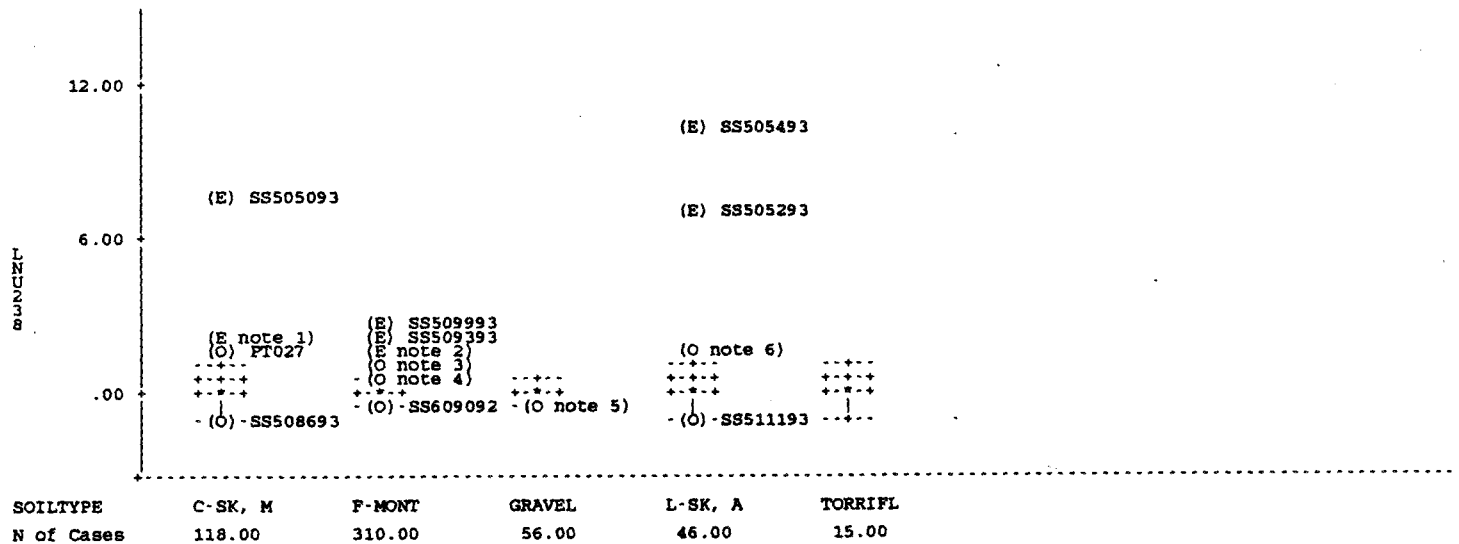 12.00
(E) SS505493
(E) SS505093
(E) SS505293
6.00
LNU238
(E) SS509993
(E note 1) (E) SS509393
(O) PT027 (E note 2) (O note 6)
(O note 3)
(O note 4)
.00
(O) SS609092 (O note 5)
(O) SS508693 (O) SS511193
SOILTYPE C-SK, M F-MONT GRAVEL L-SK, A TORRIFL
N of Cases 118.00 310.00 56.00 46.00 15.00